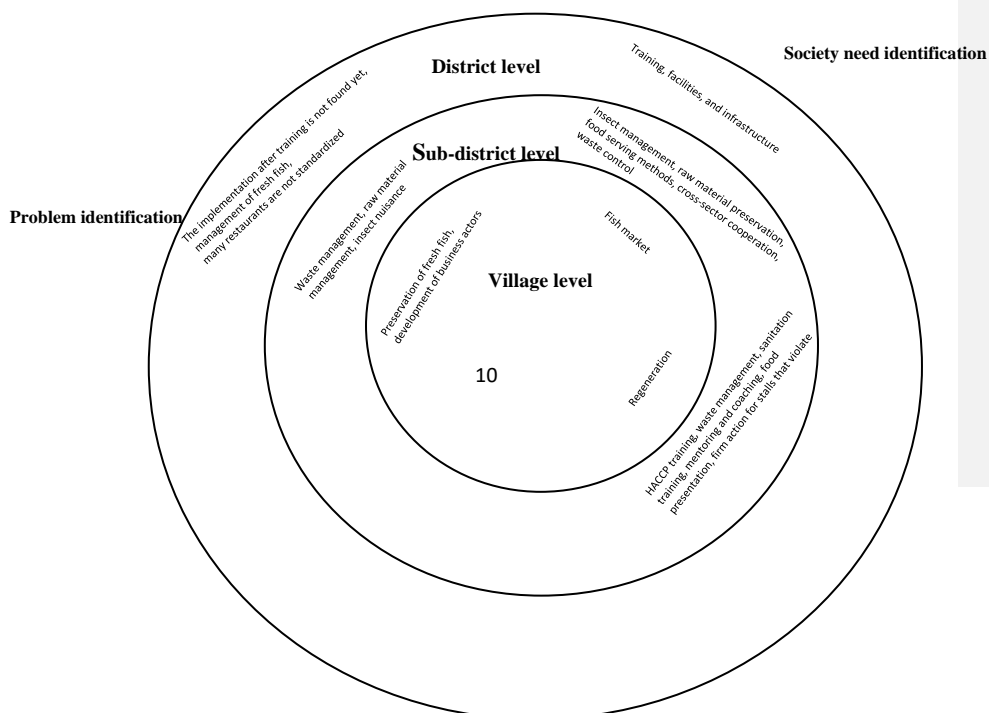 Society need identification
District level
Training, facilities, and infrastructure
The implementation after training is not found yet,
management of fresh fish,
many restaurants are not standardized
Problem identification
Sub-district level
Insect management, raw material preservation,
food serving methods, cross-sector cooperation,
waste control
Waste management, raw material
management, insect nuisance
Preservation of fresh fish,
development of business actors
Fish market
Village level
10
Regeneration
HACCP training, waste management, sanitation
training, mentoring and coaching, food
presentation, firm action for stalls that violate